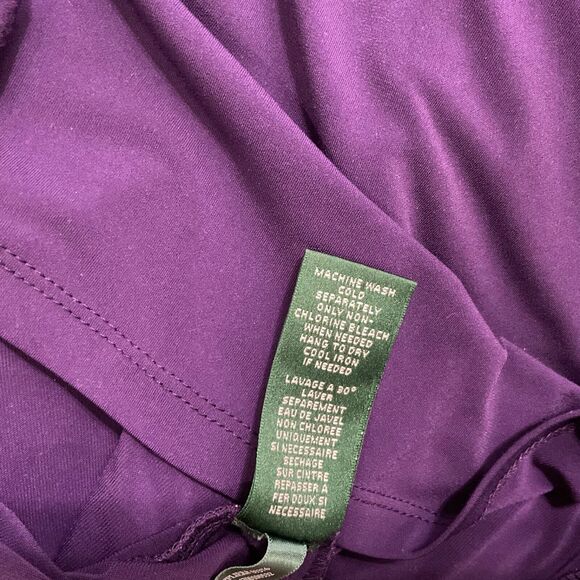 MACHINE WASH
COLD
SEPARATELY
ONLY NON-
CHLORINE BLEACH
WHEN NEEDED
HANG TO DRY
COOL IRON
IF NEEDED
LAVAGE A 30°
LAVER
SEPAREMENT
EAU DE JAVEL
NON CHLOREE
UNIQUEMENT
SI NECESSAIRE
SECHAGE
SUR CINTRE
REPASSER A
FER DOUX SI
NECESSAIRE